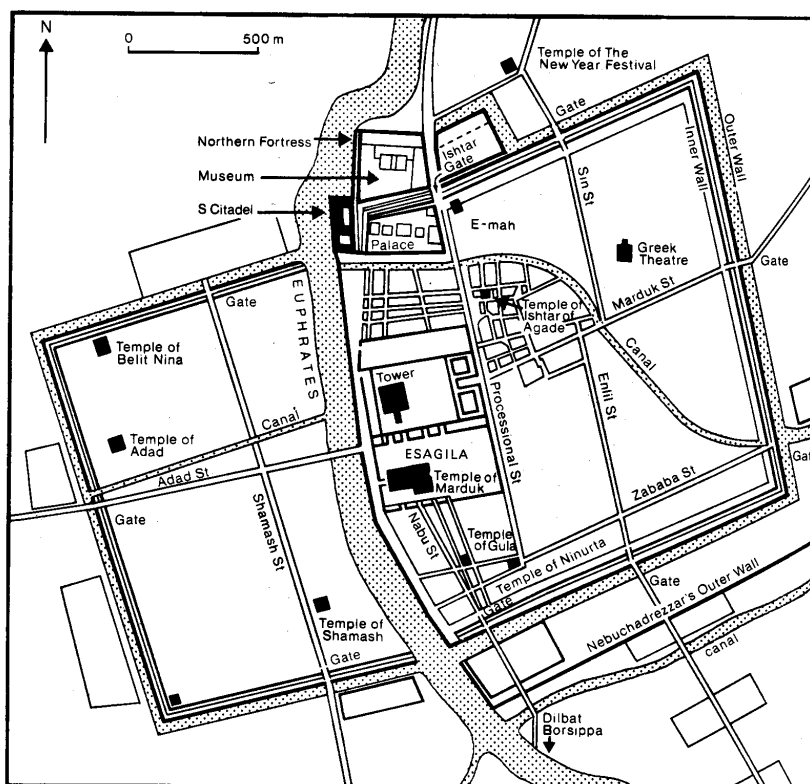 N
0 500 m
Temple of The
New Year Festival
Gate
Outer Wall
Northern Fortress
Ishtar
Gate
Inner Wall
Museum
Sin St
S Citadel
E-mah
Palace
Greek
Theatre
Gate
Marduk St
Gate
EUPHRATES
Temple of
Ishtar of
Agade
Temple of
Belit Nina
Canal
Tower
Processional St
Enlil St
Canal
Temple of
Adad
ESAGILA
Adad St
Temple of
Marduk
Zababa St
Gate
Shamash St
Nabu St
Temple
of Gula
Temple of Ninurta
Gate
Gate
Gate
Nebuchadrezzar's Outer Wall
Temple of
Shamash
Gate
canal
Dilbat
Borsippa